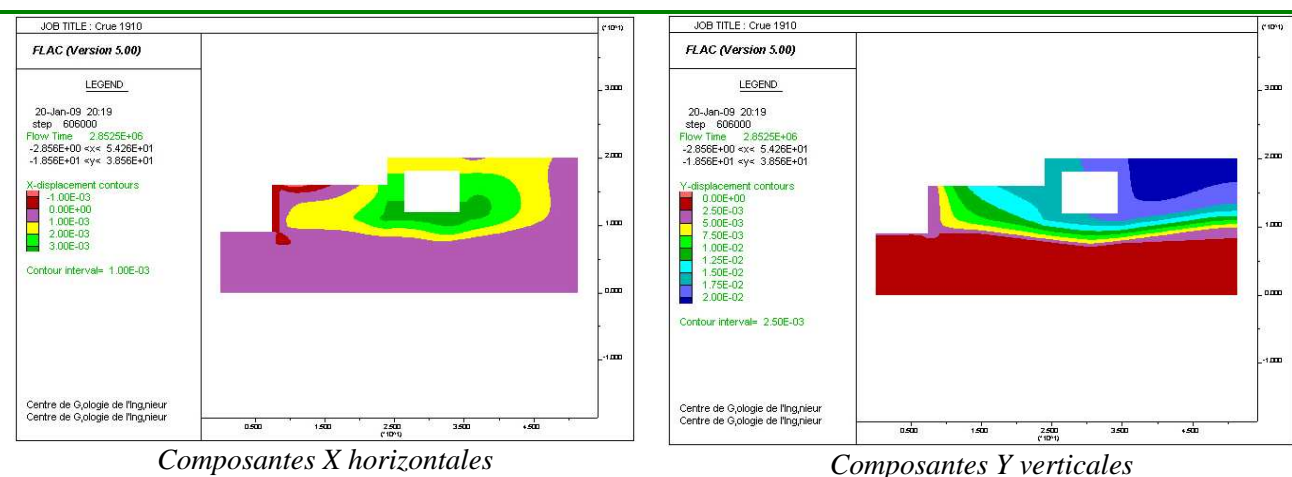 JOB TITLE : Crue 1910
(*10^1)
FLAC (Version 5.00)
LEGEND
20-Jan-09 20:19
step 606000
Flow Time 2.8525E+06
-2.856E+00 <x< 5.426E+01
-1.856E+01 <y< 3.856E+01
X-displacement contours
-1.00E-03
0.00E+00
1.00E-03
2.00E-03
3.00E-03
Contour interval= 1.00E-03
Centre de G,ologie de l'Ing,nieur
Centre de G,ologie de l'Ing,nieur
3.000
2.000
1.000
0.000
-1.000
0.500 1.500 2.500 3.500 4.500
(*10^1)
Composantes X horizontales
JOB TITLE : Crue 1910
(*10^1)
FLAC (Version 5.00)
LEGEND
20-Jan-09 20:19
step 606000
Flow Time 2.8525E+06
-2.856E+00 <x< 5.426E+01
-1.856E+01 <y< 3.856E+01
Y-displacement contours
0.00E+00
2.50E-03
5.00E-03
7.50E-03
1.00E-02
1.25E-02
1.50E-02
1.75E-02
2.00E-02
Contour interval= 2.50E-03
Centre de G,ologie de l'Ing,nieur
Centre de G,ologie de l'Ing,nieur
3.000
2.000
1.000
0.000
-1.000
0.500 1.500 2.500 3.500 4.500
(*10^1)
Composantes Y verticales